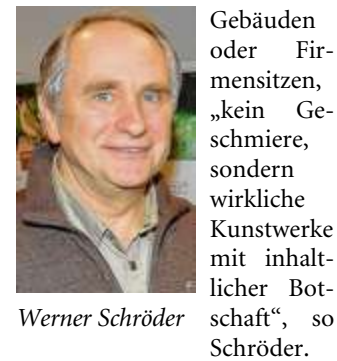 Gebäuden
oder Fir-
mensitzen,
„kein Ge-
schmiere,
sondern
wirkliche
Kunstwerke
mit inhalt-
licher Bot-
schaft“, so
Schröder.
Werner Schröder